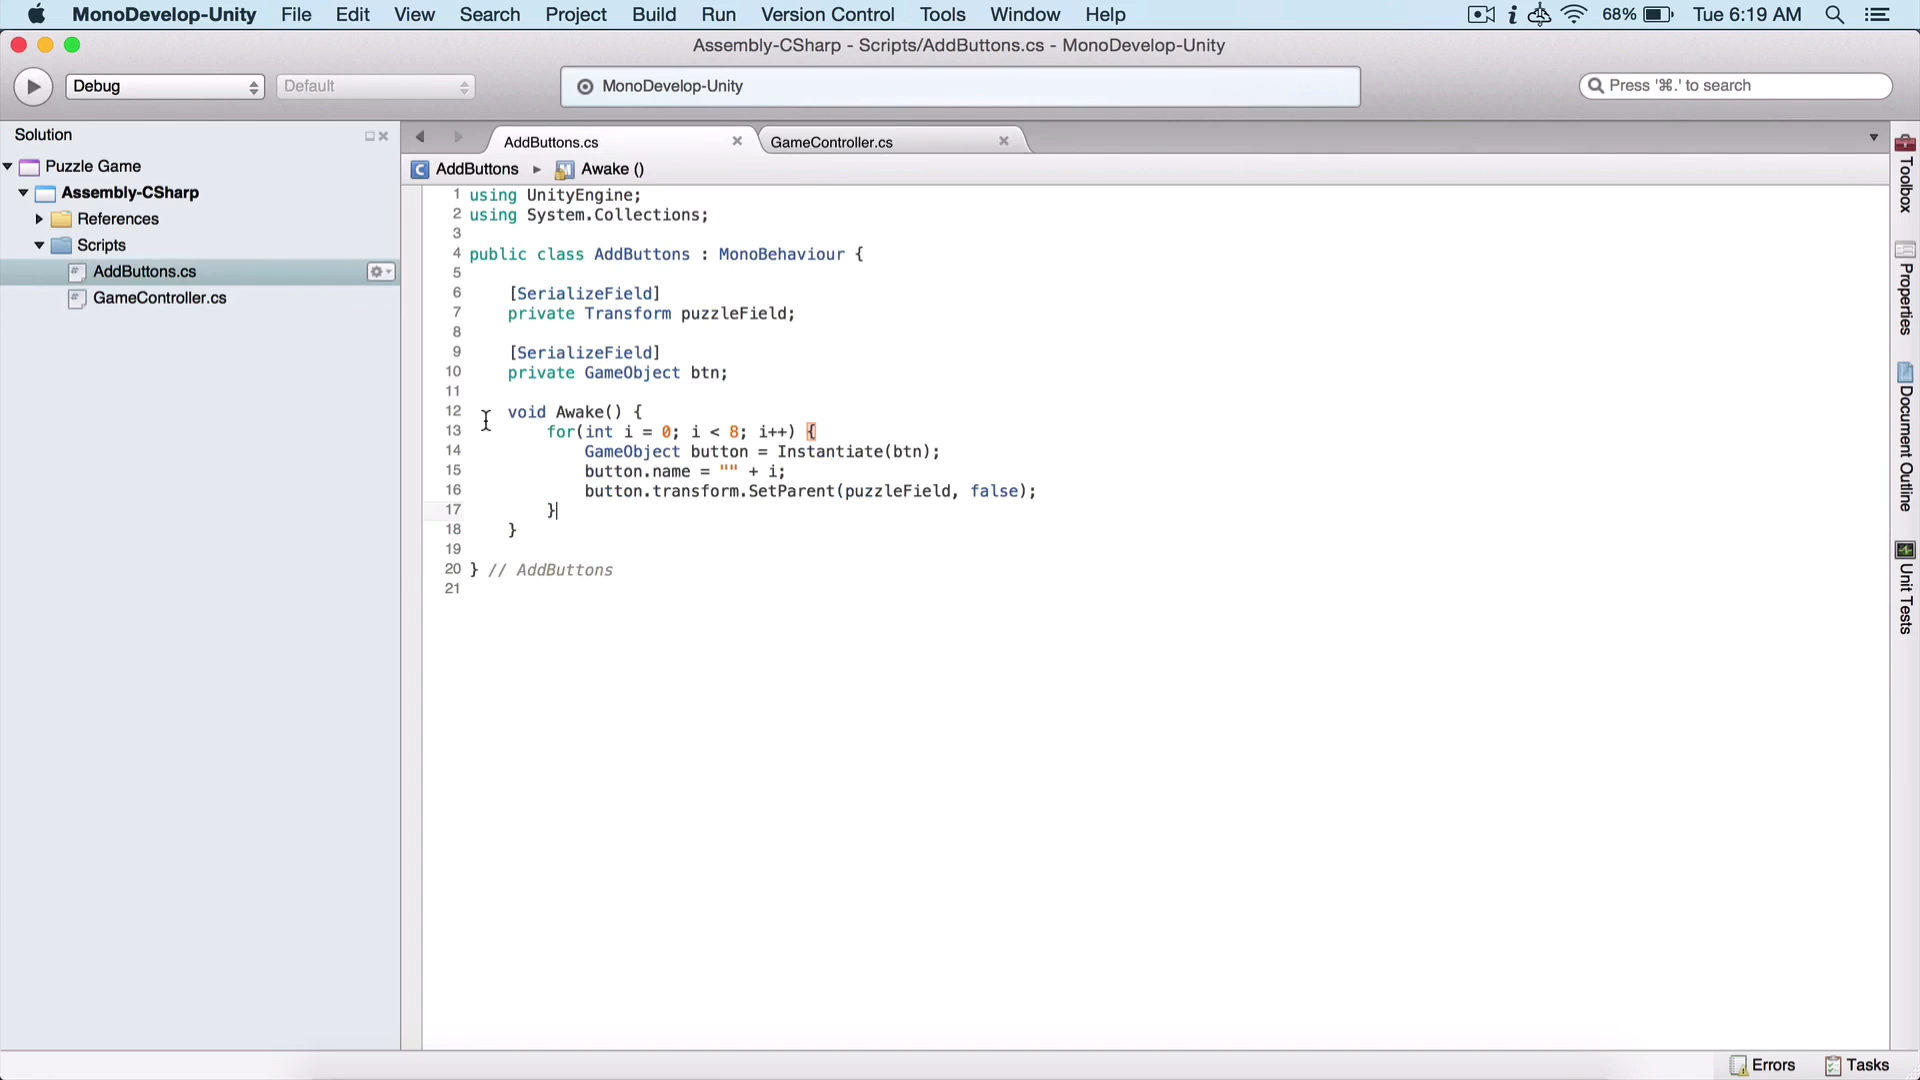 MonoDevelop-Unity File Edit View Search Project Build Run Version Control Tools Window Help 68% Tue 6:19 AM
Assembly-CSharp - Scripts/AddButtons.cs - MonoDevelop-Unity
Debug Default MonoDevelop-Unity Press '⌘.' to search
Solution
Puzzle Game
Assembly-CSharp
References
Scripts
AddButtons.cs
GameController.cs
AddButtons.cs GameController.cs
AddButtons Awake ()
1 using UnityEngine;
2 using System.Collections;
3
4 public class AddButtons : MonoBehaviour {
5
6 [SerializeField]
7 private Transform puzzleField;
8
9 [SerializeField]
10 private GameObject btn;
11
12 void Awake() {
13 for(int i = 0; i < 8; i++) {
14 GameObject button = Instantiate(btn);
15 button.name = "" + i;
16 button.transform.SetParent(puzzleField, false);
17 }
18 }
19
20 } // AddButtons
21
Toolbox
Properties
Document Outline
Unit Tests
Errors Tasks